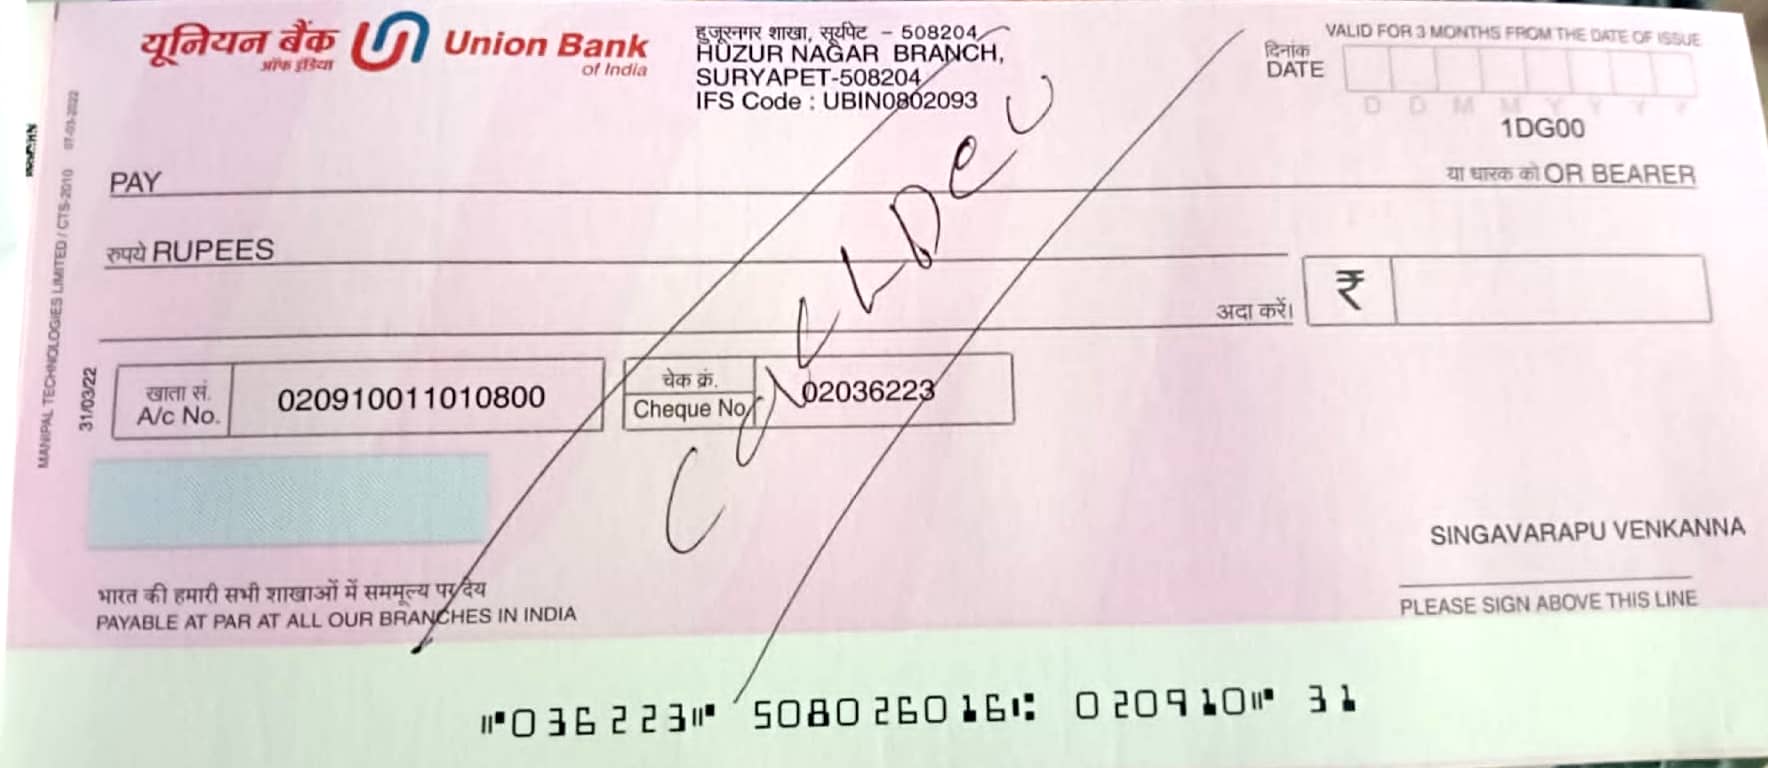 यूनियन बैंक
ऑफ इंडिया
Union Bank
of India
हुजूरनगर शाखा, सूर्यपेट - 508204
HUZUR NAGAR BRANCH,
SURYAPET-508204
IFS Code : UBIN0802093
VALID FOR 3 MONTHS FROM THE DATE OF ISSUE
दिनांक
DATE
D D M M Y Y Y Y
1DG00
PAY
या धारक को OR BEARER
रुपये RUPEES
अदा करें।
₹
खाता सं.
A/c No.
020910011010800
चेक क्रं.
Cheque No.
02036223
MANIPAL TECHNOLOGIES LIMITED / CTS-2010 07-03-2022
31/03/22
SINGAVARAPU VENKANNA
PLEASE SIGN ABOVE THIS LINE
भारत की हमारी सभी शाखाओं में सममूल्य पर देय
PAYABLE AT PAR AT ALL OUR BRANCHES IN INDIA
⑈036223⑈ 508026016⑆ 020910⑈ 31